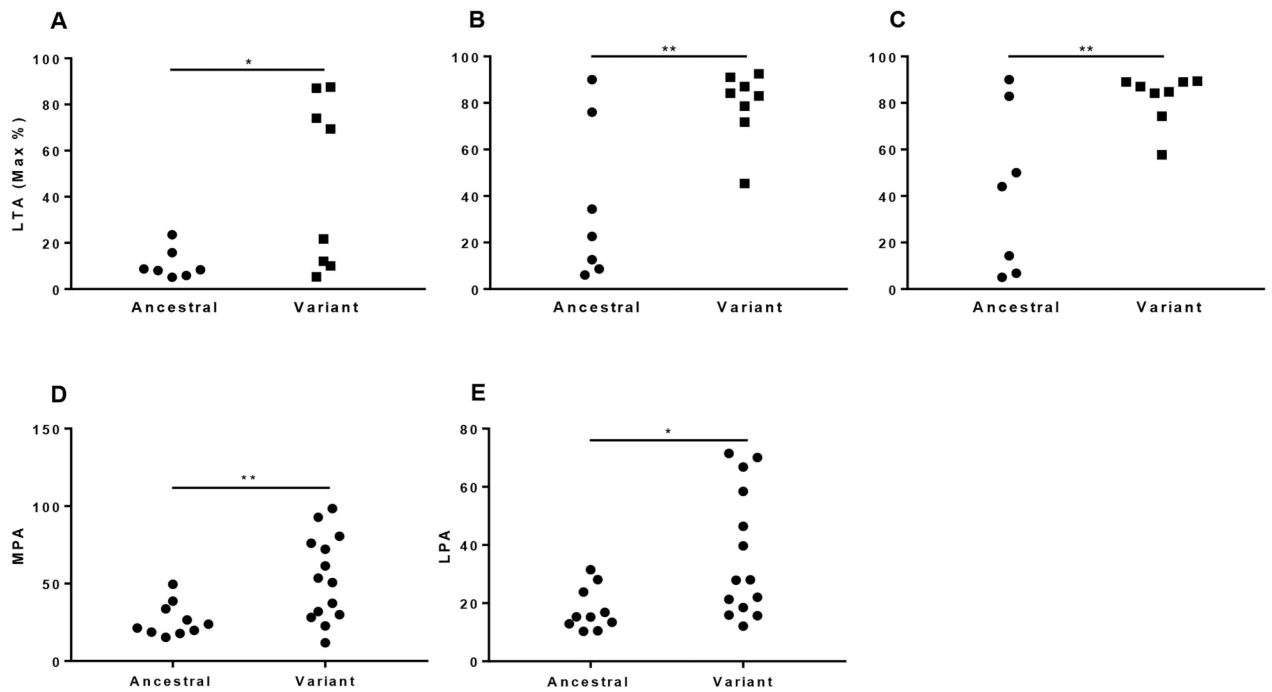 A
B
C
LTA (Max %)
100
80
60
40
20
0
*
Ancestral
Variant
100
80
60
40
20
0
**
Ancestral
Variant
100
80
60
40
20
0
**
Ancestral
Variant
D
E
MPA
150
100
50
0
**
Ancestral
Variant
LPA
80
60
40
20
0
*
Ancestral
Variant